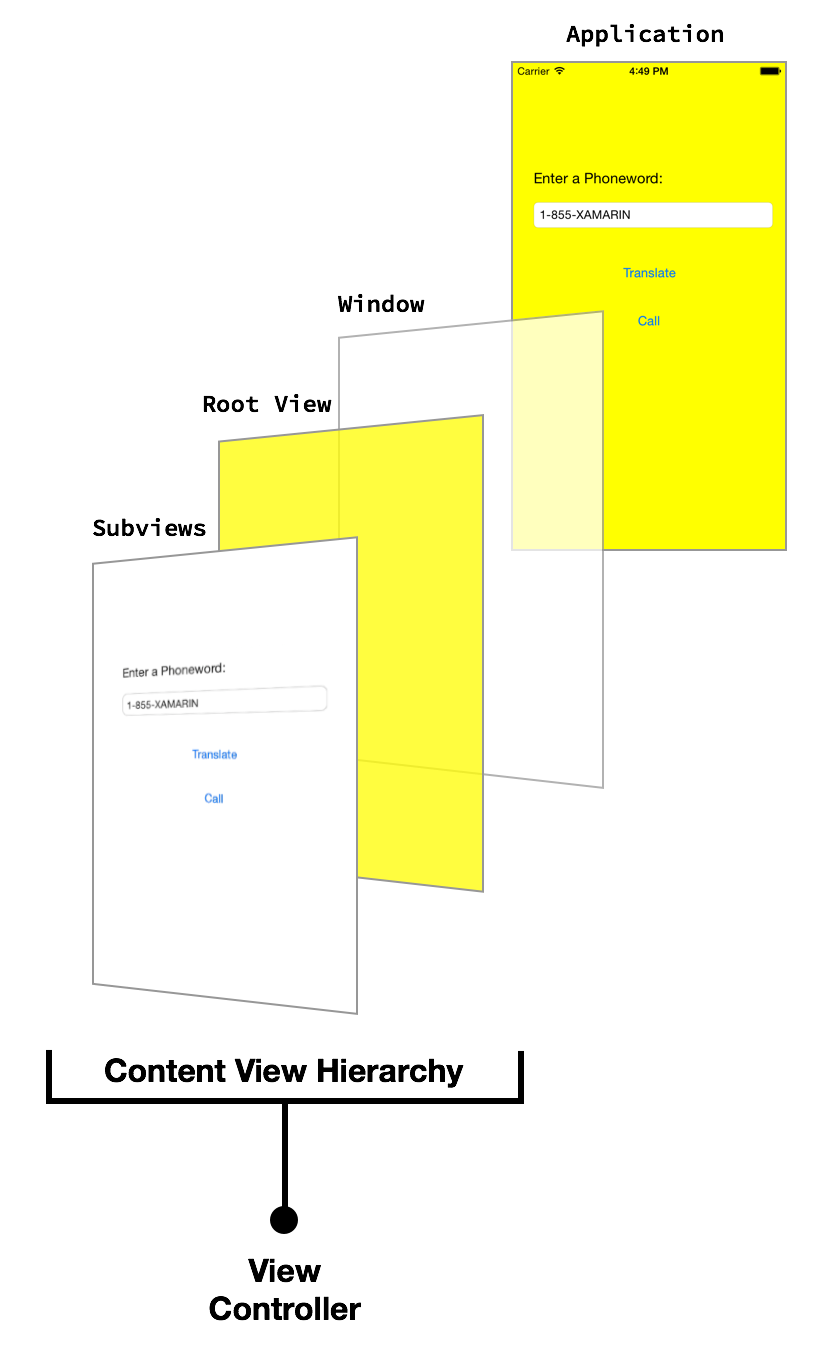 Application
Carrier 4:49 PM
Enter a Phoneword:
1-855-XAMARIN
Translate
Call
Window
Root View
Subviews
Enter a Phoneword:
1-855-XAMARIN
Translate
Call
Content View Hierarchy
View
Controller